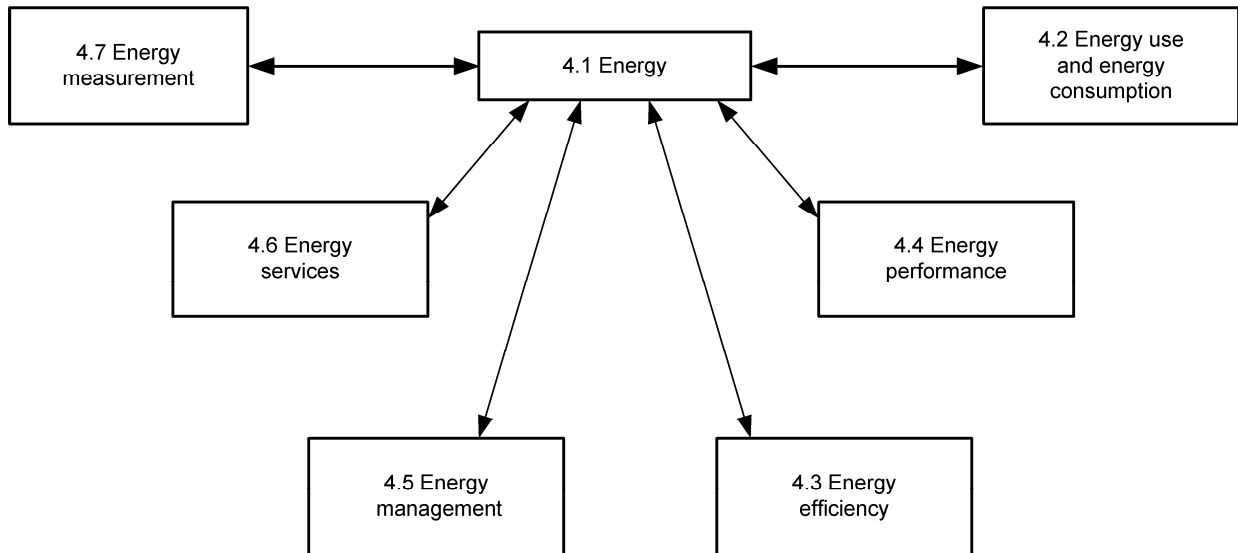 4.7 Energy
measurement
4.1 Energy
4.2 Energy use
and energy
consumption
4.6 Energy
services
4.4 Energy
performance
4.5 Energy
management
4.3 Energy
efficiency